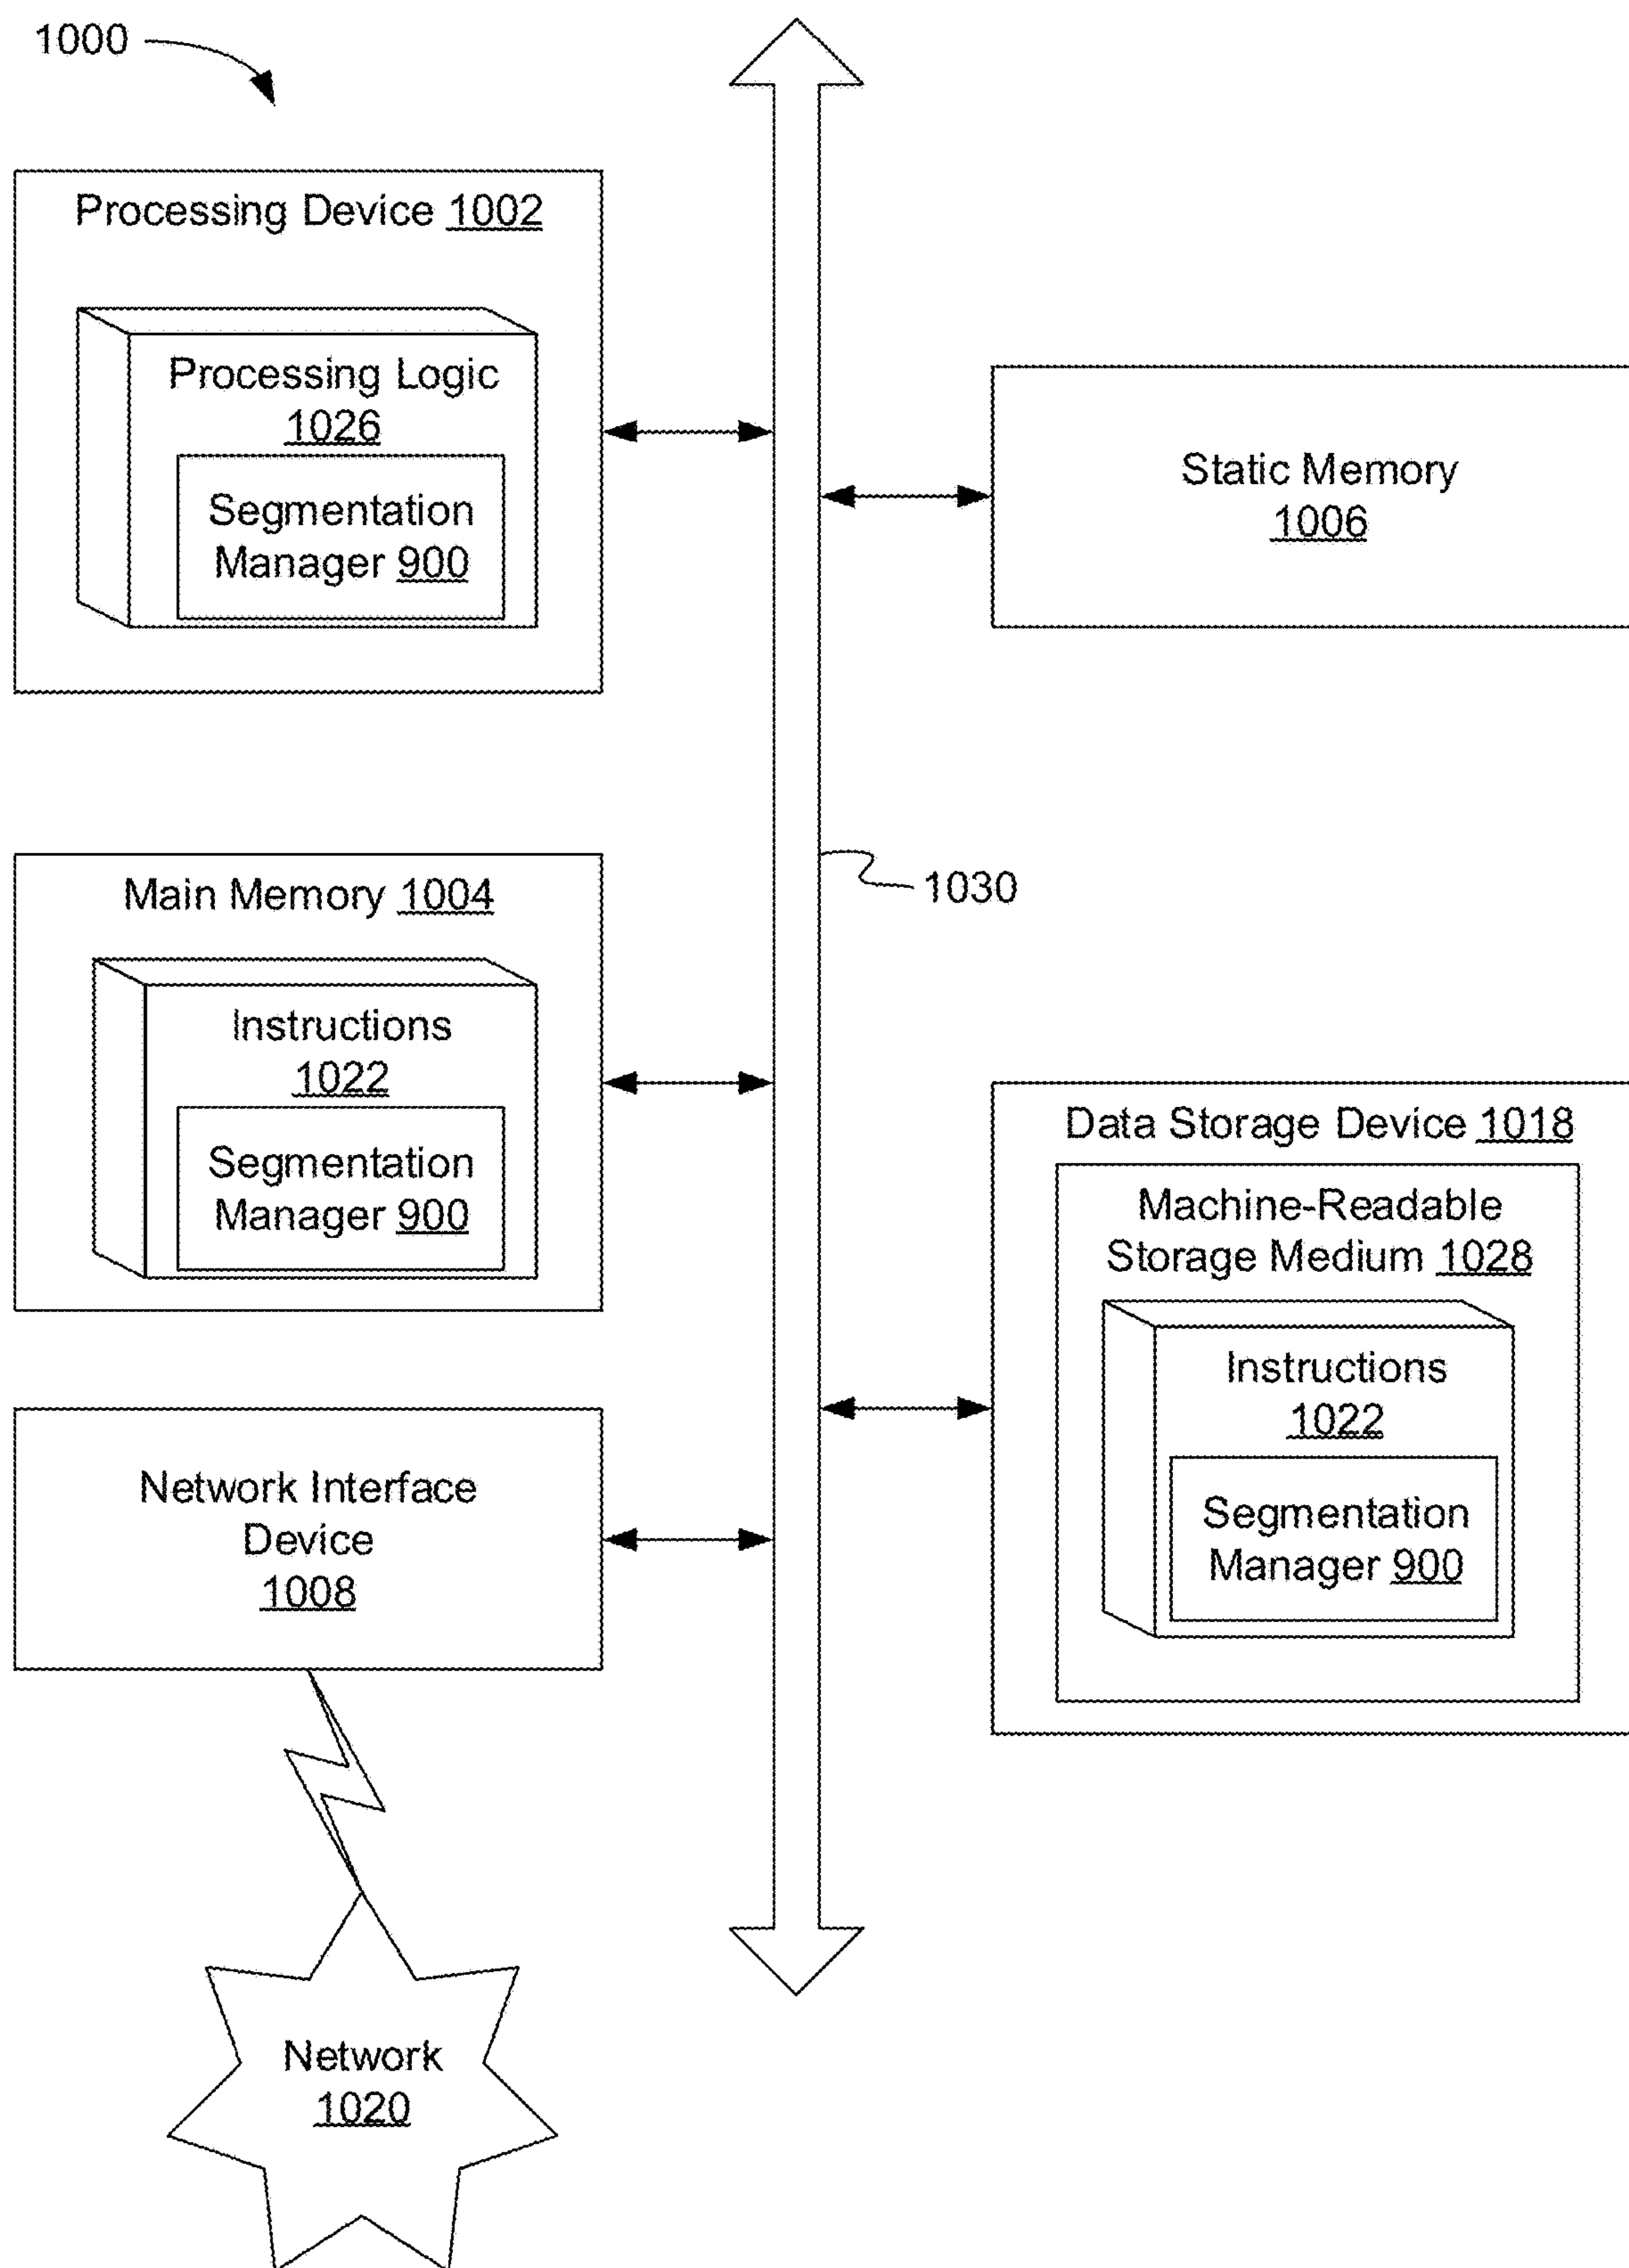 1000
Processing Device 1002
Processing Logic
1026
Segmentation
Manager 900
Static Memory
1006
Main Memory 1004
1030
Instructions
1022
Segmentation
Manager 900
Data Storage Device 1018
Machine-Readable
Storage Medium 1028
Instructions
1022
Segmentation
Manager 900
Network Interface
Device
1008
Network
1020